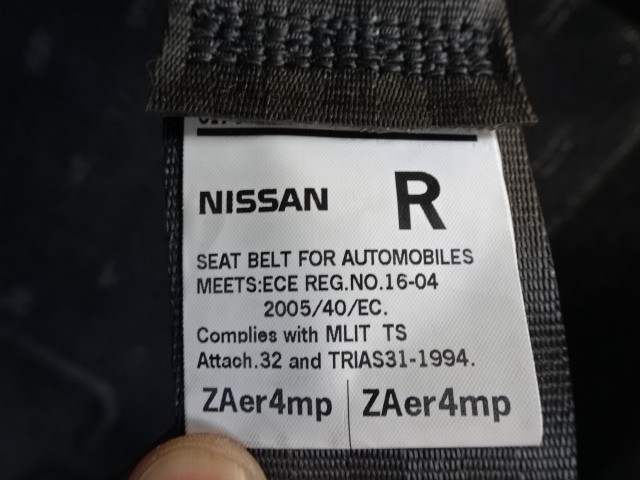 NISSAN R
SEAT BELT FOR AUTOMOBILES
MEETS:ECE REG.NO.16-04
2005/40/EC.
Complies with MLIT TS
Attach.32 and TRIAS31-1994.
ZAer4mp ZAer4mp